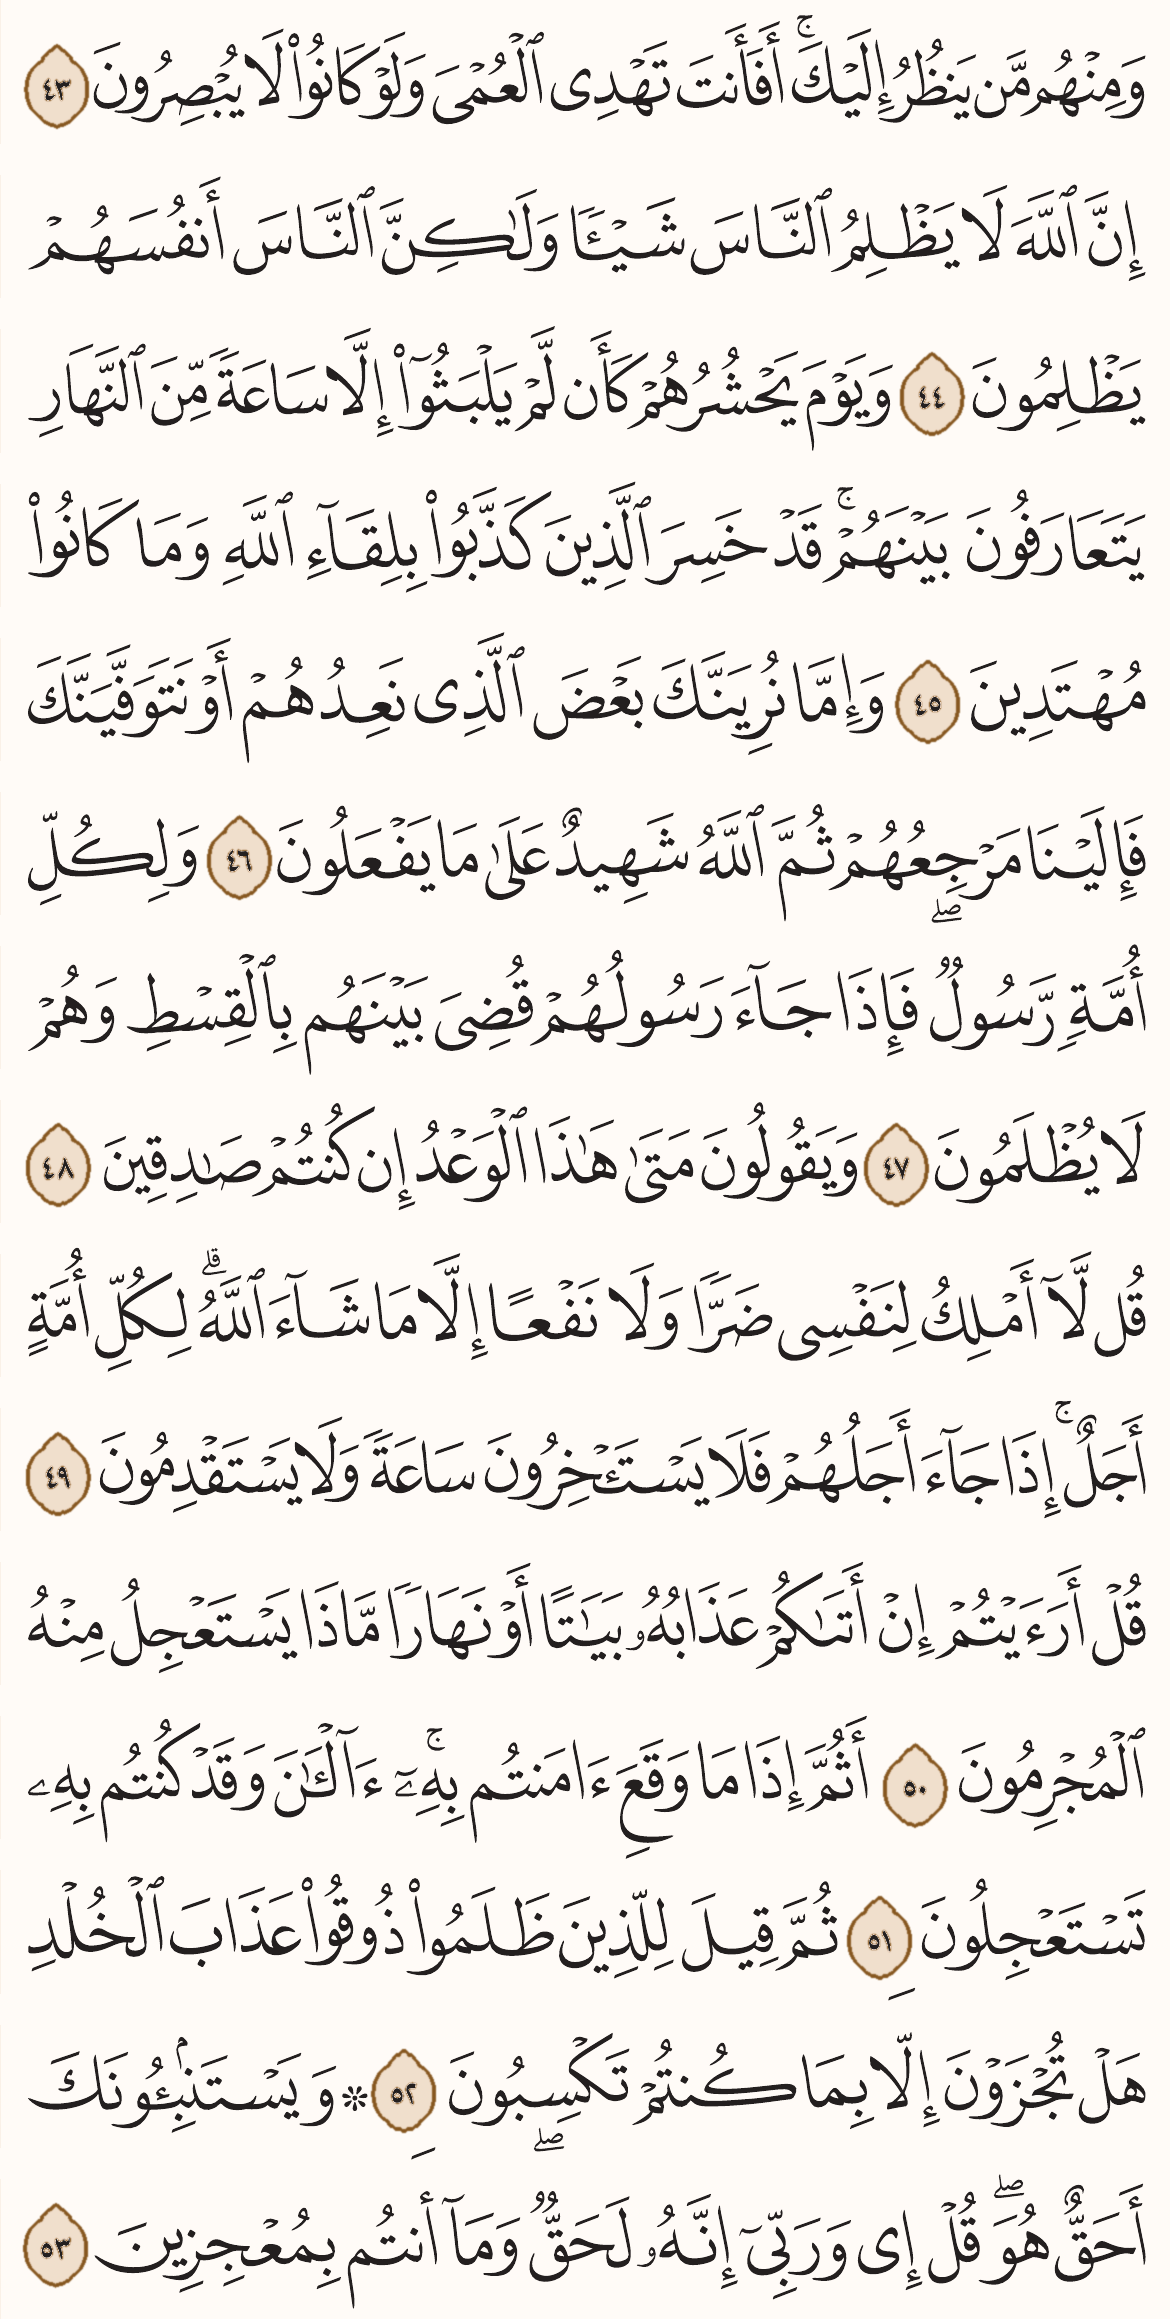 وَمِنْهُم مَّن يَنظُرُ إِلَيْكَ ۚ أَفَأَنتَ تَهْدِى ٱلْعُمْىَ وَلَوْ كَانُوا۟ لَا يُبْصِرُونَ ٤٣
إِنَّ ٱللَّهَ لَا يَظْلِمُ ٱلنَّاسَ شَيْـًٔا وَلَـٰكِنَّ ٱلنَّاسَ أَنفُسَهُمْ
يَظْلِمُونَ ٤٤ وَيَوْمَ يَحْشُرُهُمْ كَأَن لَّمْ يَلْبَثُوٓا۟ إِلَّا سَاعَةً مِّنَ ٱلنَّهَارِ
يَتَعَارَفُونَ بَيْنَهُمْ ۚ قَدْ خَسِرَ ٱلَّذِينَ كَذَّبُوا۟ بِلِقَآءِ ٱللَّهِ وَمَا كَانُوا۟
مُهْتَدِينَ ٤٥ وَإِمَّا نُرِيَنَّكَ بَعْضَ ٱلَّذِى نَعِدُهُمْ أَوْ نَتَوَفَّيَنَّكَ
فَإِلَيْنَا مَرْجِعُهُمْ ثُمَّ ٱللَّهُ شَهِيدٌ عَلَىٰ مَا يَفْعَلُونَ ٤٦ وَلِكُلِّ
أُمَّةٍ رَّسُولٌ ۖ فَإِذَا جَآءَ رَسُولُهُمْ قُضِىَ بَيْنَهُم بِٱلْقِسْطِ وَهُمْ
لَا يُظْلَمُونَ ٤٧ وَيَقُولُونَ مَتَىٰ هَـٰذَا ٱلْوَعْدُ إِن كُنتُمْ صَـٰدِقِينَ ٤٨
قُل لَّآ أَمْلِكُ لِنَفْسِى ضَرًّا وَلَا نَفْعًا إِلَّا مَا شَآءَ ٱللَّهُ ۗ لِكُلِّ أُمَّةٍ
أَجَلٌ ۚ إِذَا جَآءَ أَجَلُهُمْ فَلَا يَسْتَـْٔخِرُونَ سَاعَةً وَلَا يَسْتَقْدِمُونَ ٤٩
قُلْ أَرَءَيْتُمْ إِنْ أَتَىٰكُمْ عَذَابُهُۥ بَيَـٰتًا أَوْ نَهَارًا مَّاذَا يَسْتَعْجِلُ مِنْهُ
ٱلْمُجْرِمُونَ ٥٠ أَثُمَّ إِذَا مَا وَقَعَ ءَامَنتُم بِهِۦٓ ۚ ءَآلْـَٔـٰنَ وَقَدْ كُنتُم بِهِۦ
تَسْتَعْجِلُونَ ٥١ ثُمَّ قِيلَ لِلَّذِينَ ظَلَمُوا۟ ذُوقُوا۟ عَذَابَ ٱلْخُلْدِ
هَلْ تُجْزَوْنَ إِلَّا بِمَا كُنتُمْ تَكْسِبُونَ ٥٢ ۞ وَيَسْتَنۢبِـُٔونَكَ
أَحَقٌّ هُوَ ۖ قُلْ إِى وَرَبِّىٓ إِنَّهُۥ لَحَقٌّ ۖ وَمَآ أَنتُم بِمُعْجِزِينَ ٥٣